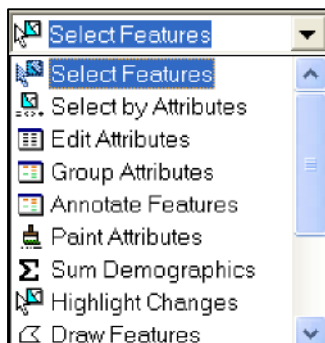 Select Features
Select Features
Select by Attributes
Edit Attributes
Group Attributes
Annotate Features
Paint Attributes
Σ Sum Demographics
Highlight Changes
Draw Features